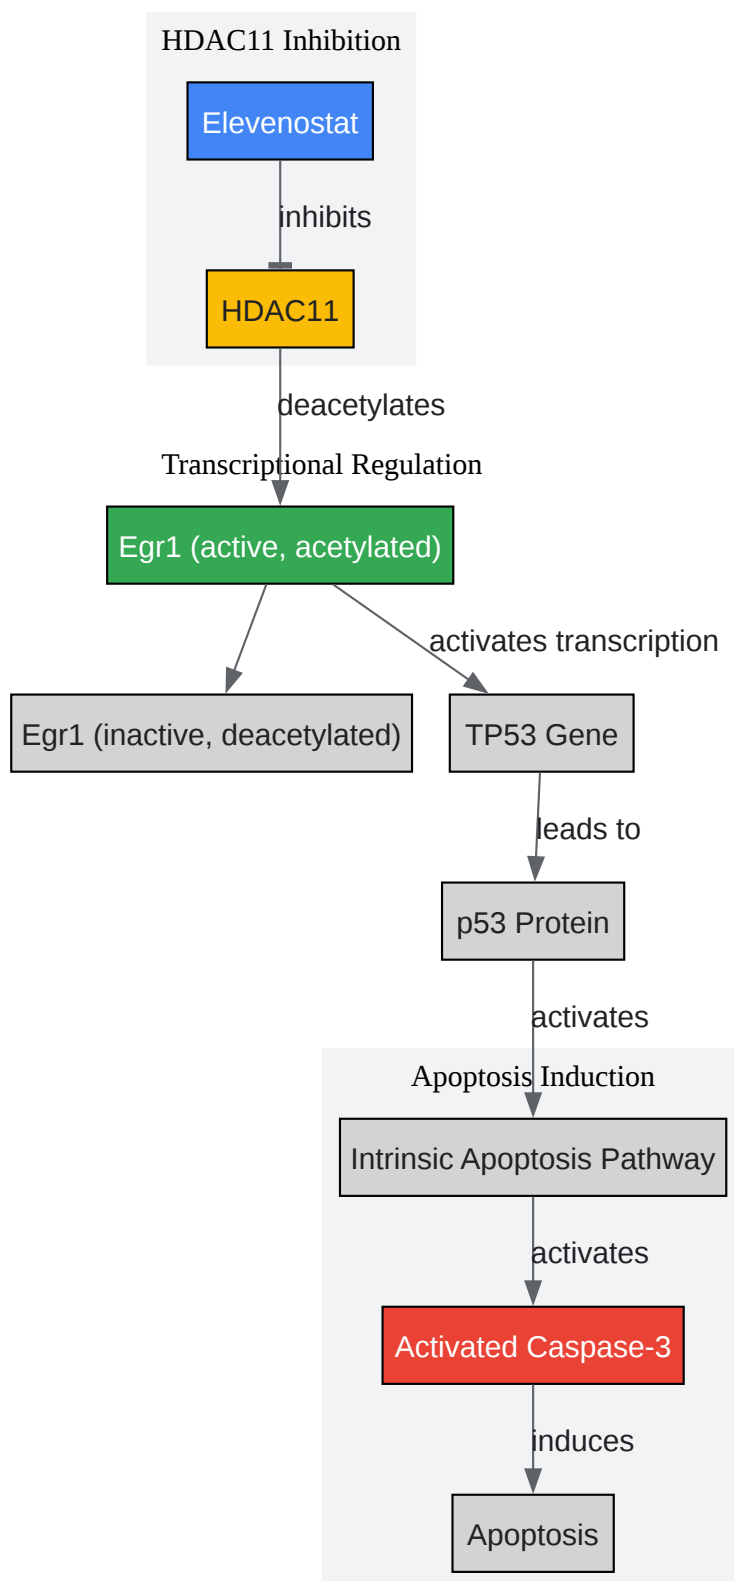 HDAC11 Inhibition
Elevenostat
inhibits
HDAC11
deacetylates
Transcriptional Regulation
Egr1 (active, acetylated)
activates transcription
Egr1 (inactive, deacetylated)
TP53 Gene
leads to
p53 Protein
activates
Apoptosis Induction
Intrinsic Apoptosis Pathway
activates
Activated Caspase-3
induces
Apoptosis